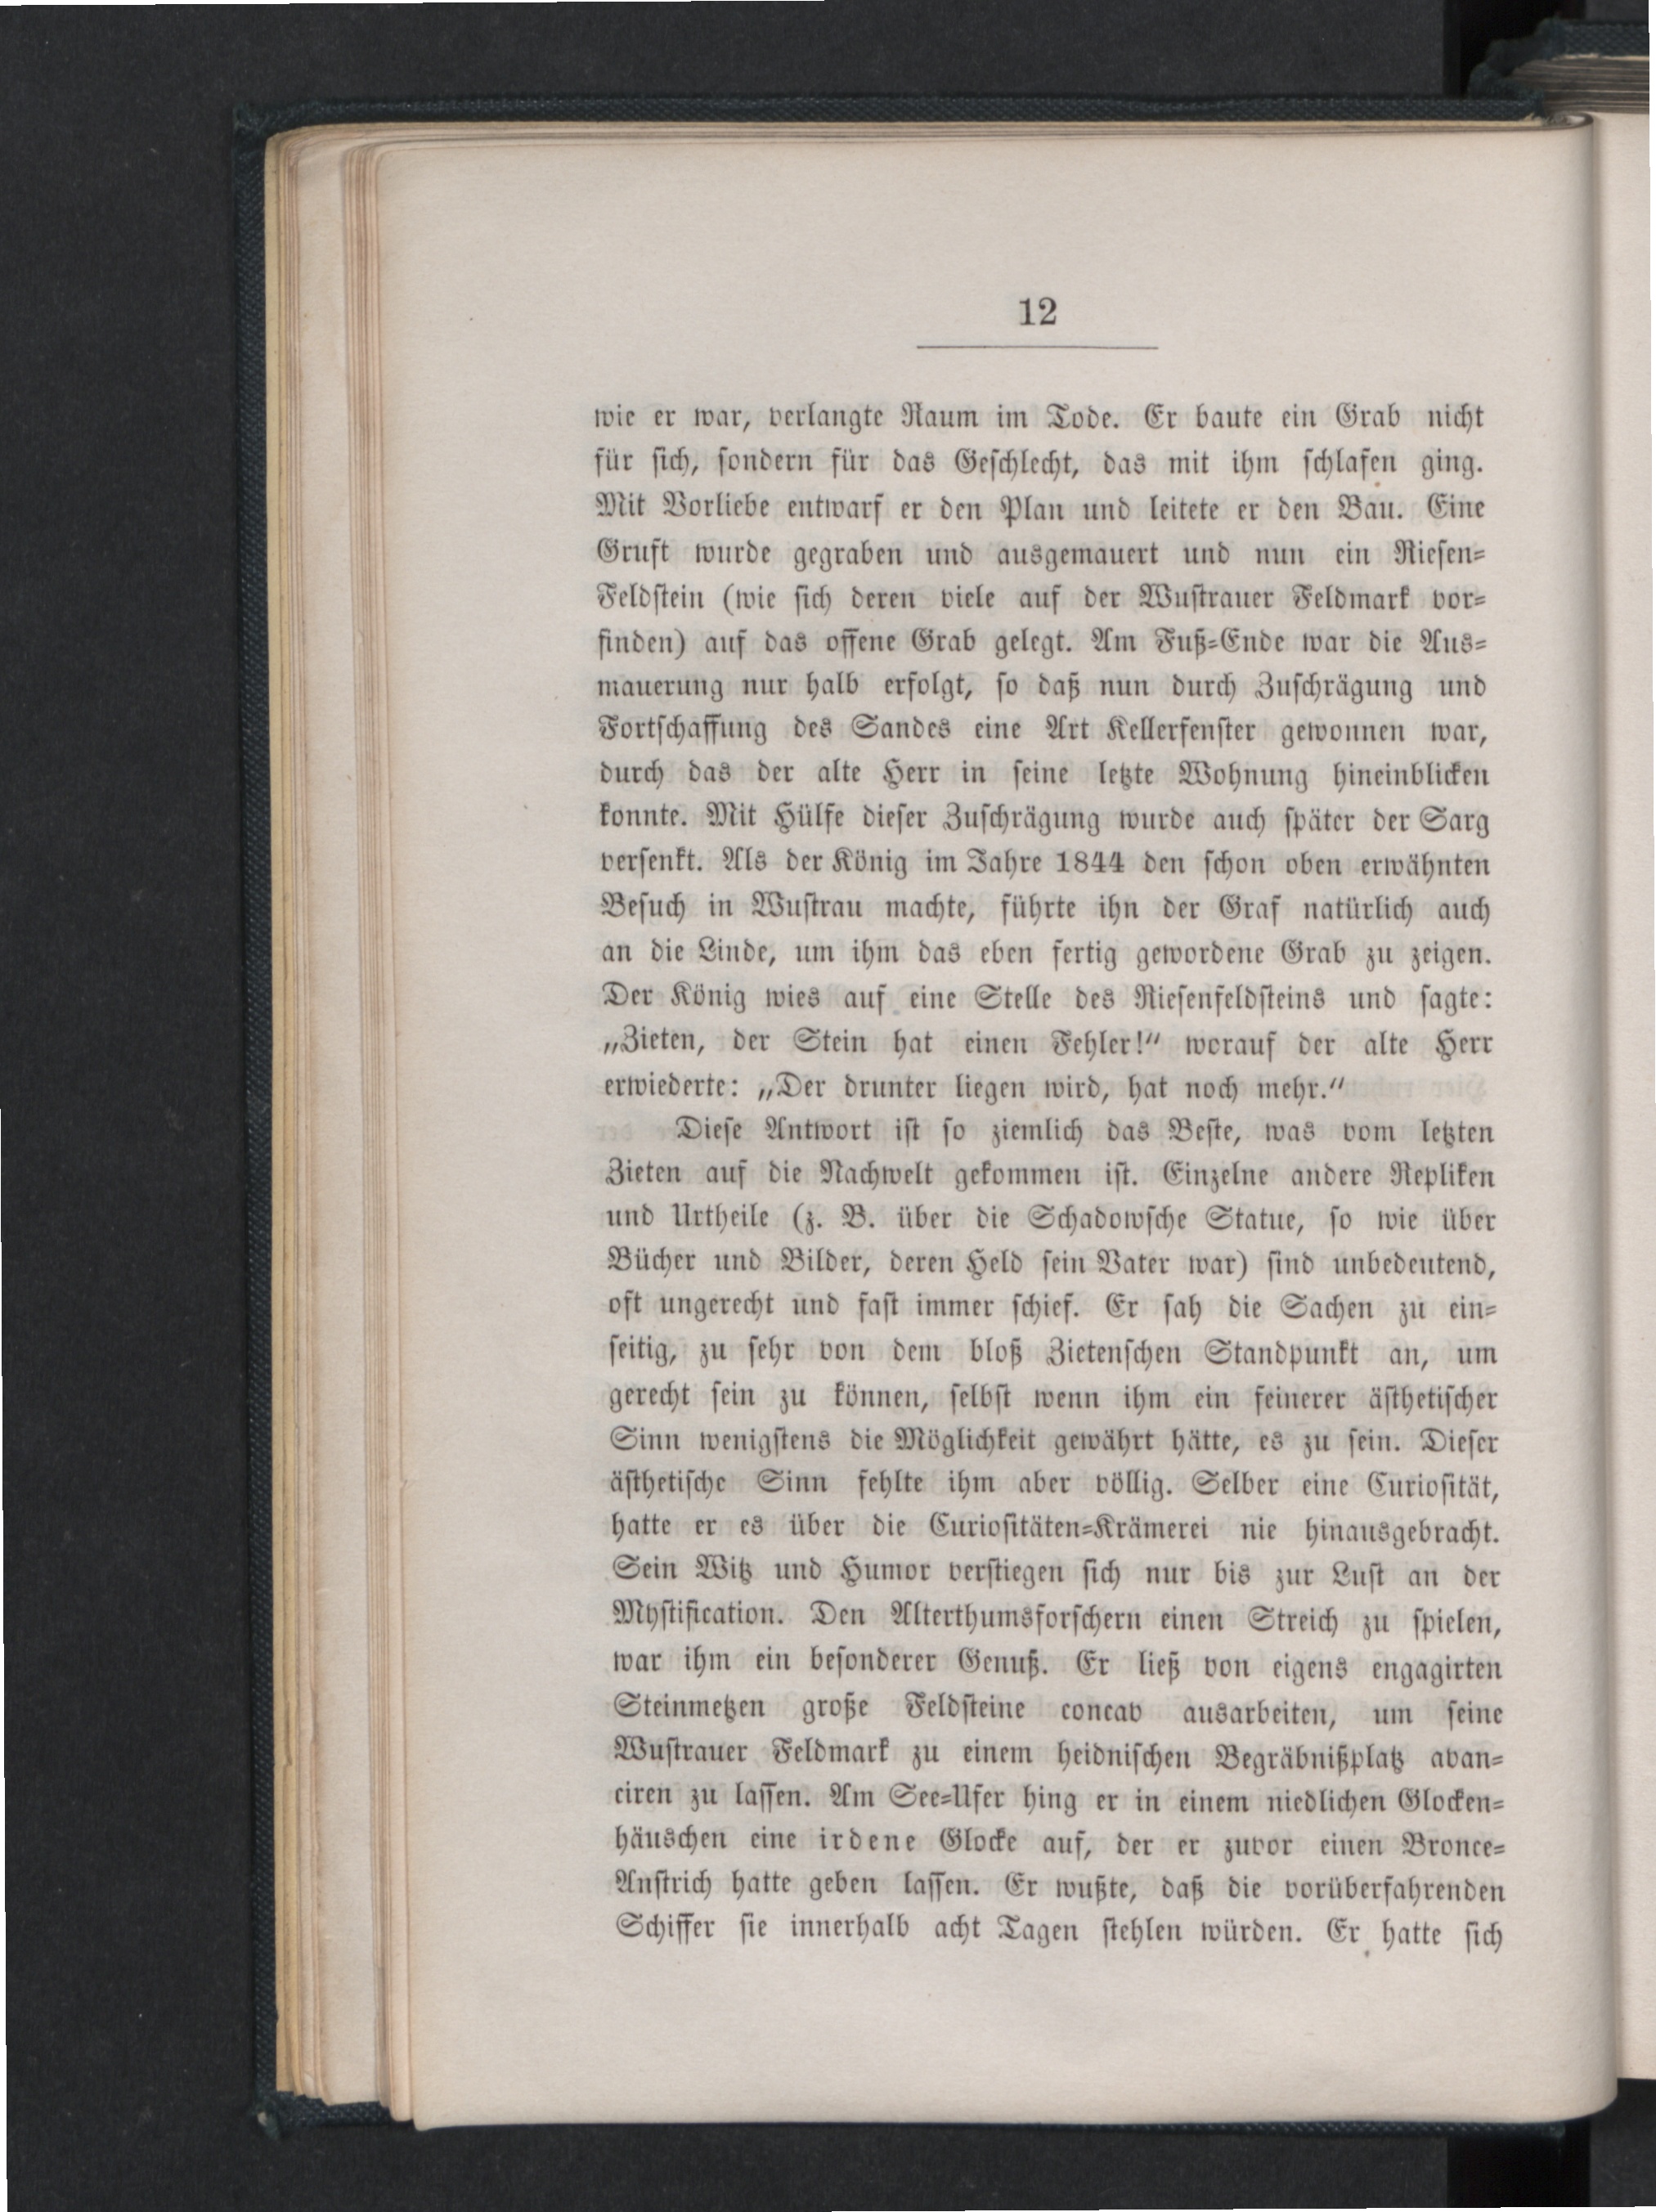 12
wie er war, verlangte Raum im Tode. Er baute ein Grab nicht
für sich, sondern für das Geschlecht, das mit ihm schlafen ging.
Mit Vorliebe entwarf er den Plan und leitete er den Bau. Eine
Gruft wurde gegraben und ausgemauert und nun ein Riesen-
Feldstein (wie sich deren viele auf der Wustrauer Feldmark vor-
finden) auf das offene Grab gelegt. Am Fuß-Ende war die Aus-
mauerung nur halb erfolgt, so daß nun durch Zuschrägung und
Fortschaffung des Sandes eine Art Kellerfenster gewonnen war,
durch das der alte Herr in seine letzte Wohnung hineinblicken
konnte. Mit Hülfe dieser Zuschrägung wurde auch später der Sarg
versenkt. Als der König im Jahre 1844 den schon oben erwähnten
Besuch in Wustrau machte, führte ihn der Graf natürlich auch
an die Linde, um ihm das eben fertig gewordene Grab zu zeigen.
Der König wies auf eine Stelle des Riesenfeldsteins und sagte:
„Zieten, der Stein hat einen Fehler!“ worauf der alte Herr
erwiederte: „Der drunter liegen wird, hat noch mehr.“
Diese Antwort ist so ziemlich das Beste, was vom letzten
Zieten auf die Nachwelt gekommen ist. Einzelne andere Repliken
und Urtheile (z. B. über die Schadowsche Statue, so wie über
Bücher und Bilder, deren Held sein Vater war) sind unbedeutend,
oft ungerecht und fast immer schief. Er sah die Sachen zu ein-
seitig, zu sehr von dem bloß Zietenschen Standpunkt an, um
gerecht sein zu können, selbst wenn ihm ein feinerer ästhetischer
Sinn wenigstens die Möglichkeit gewährt hätte, es zu sein. Dieser
ästhetische Sinn fehlte ihm aber völlig. Selber eine Curiosität,
hatte er es über die Curiositäten-Krämerei nie hinausgebracht.
Sein Witz und Humor verstiegen sich nur bis zur Lust an der
Mystification. Den Alterthumsforschern einen Streich zu spielen,
war ihm ein besonderer Genuß. Er ließ von eigens engagirten
Steinmetzen große Feldsteine concav ausarbeiten, um seine
Wustrauer Feldmark zu einem heidnischen Begräbnißplatz avan-
ciren zu lassen. Am See-Ufer hing er in einem niedlichen Glocken-
häuschen eine irdene Glocke auf, der er zuvor einen Bronce-
Anstrich hatte geben lassen. Er wußte, daß die vorüberfahrenden
Schiffer sie innerhalb acht Tagen stehlen würden. Er hatte sich